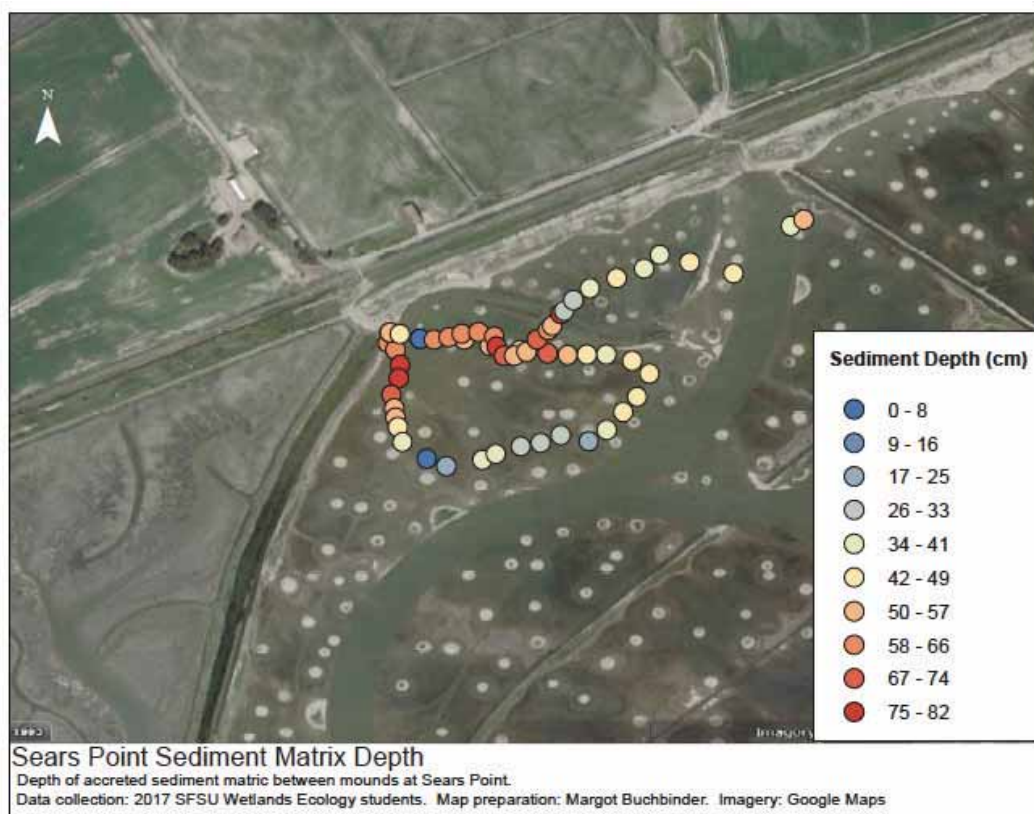 N
Sediment Depth (cm)
0 - 8
9 - 16
17 - 25
26 - 33
34 - 41
42 - 49
50 - 57
58 - 66
67 - 74
75 - 82
1993
Imagery
Sears Point Sediment Matrix Depth
Depth of accreted sediment matric between mounds at Sears Point.
Data collection: 2017 SFSU Wetlands Ecology students. Map preparation: Margot Buchbinder. Imagery: Google Maps